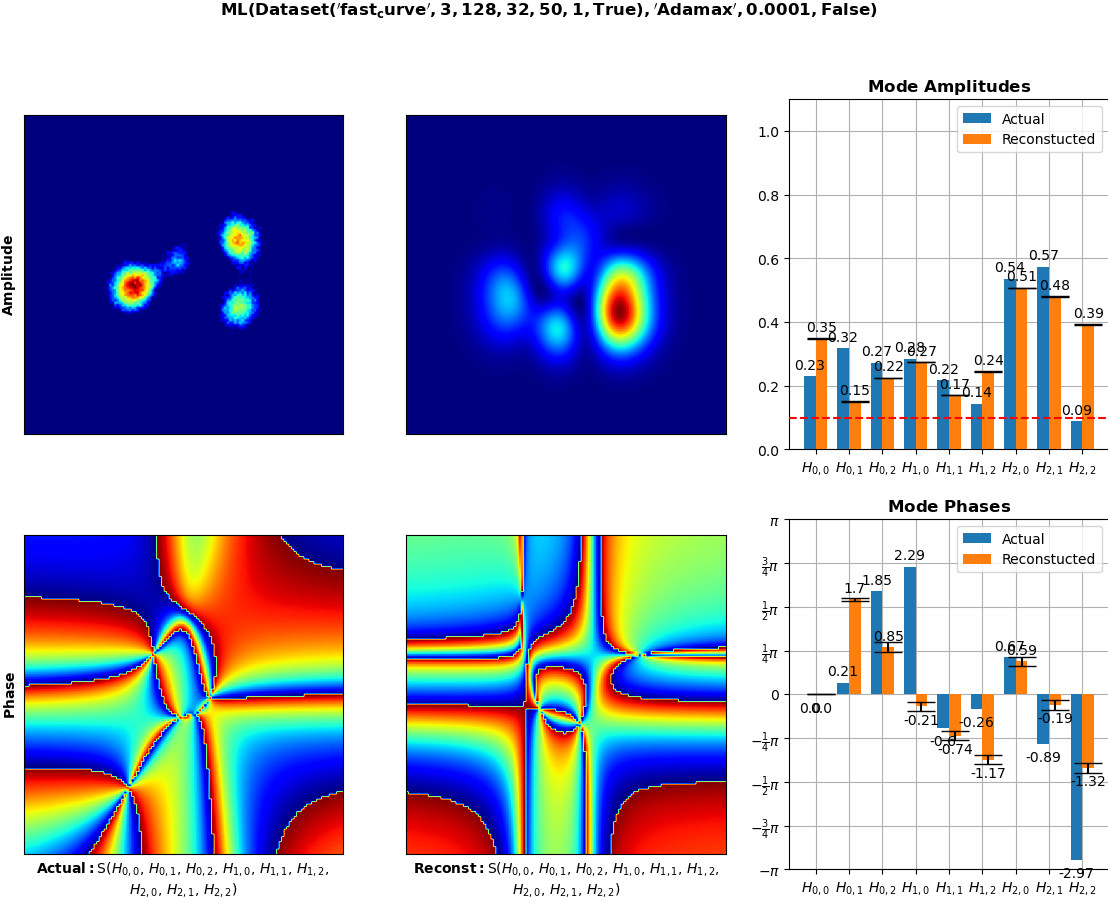 ML(Dataset('fast_curve', 3, 128, 32, 50, 1, True), 'Adamax', 0.0001, False)
Amplitude
Mode Amplitudes
Actual
Reconstucted
1.0
0.8
0.6
0.4
0.2
0.0
0.23 0.35 0.32 0.15 0.27 0.22 0.28 0.27 0.22 0.17 0.14 0.24 0.54 0.51 0.57 0.48 0.09 0.39
H0,0 H0,1 H0,2 H1,0 H1,1 H1,2 H2,0 H2,1 H2,2
Phase
Mode Phases
Actual
Reconstucted
π
3/4π
1/2π
1/4π
0
−1/4π
−1/2π
−3/4π
−π
0.0 0.21 1.7 1.85 0.85 2.29 -0.21 -0.74 -0.26 -1.17 0.67 0.59 -0.89 -0.19 -2.97 -1.32
H0,0 H0,1 H0,2 H1,0 H1,1 H1,2 H2,0 H2,1 H2,2
Actual: S(H0,0, H0,1, H0,2, H1,0, H1,1, H1,2,
H2,0, H2,1, H2,2)
Reconst: S(H0,0, H0,1, H0,2, H1,0, H1,1, H1,2,
H2,0, H2,1, H2,2)